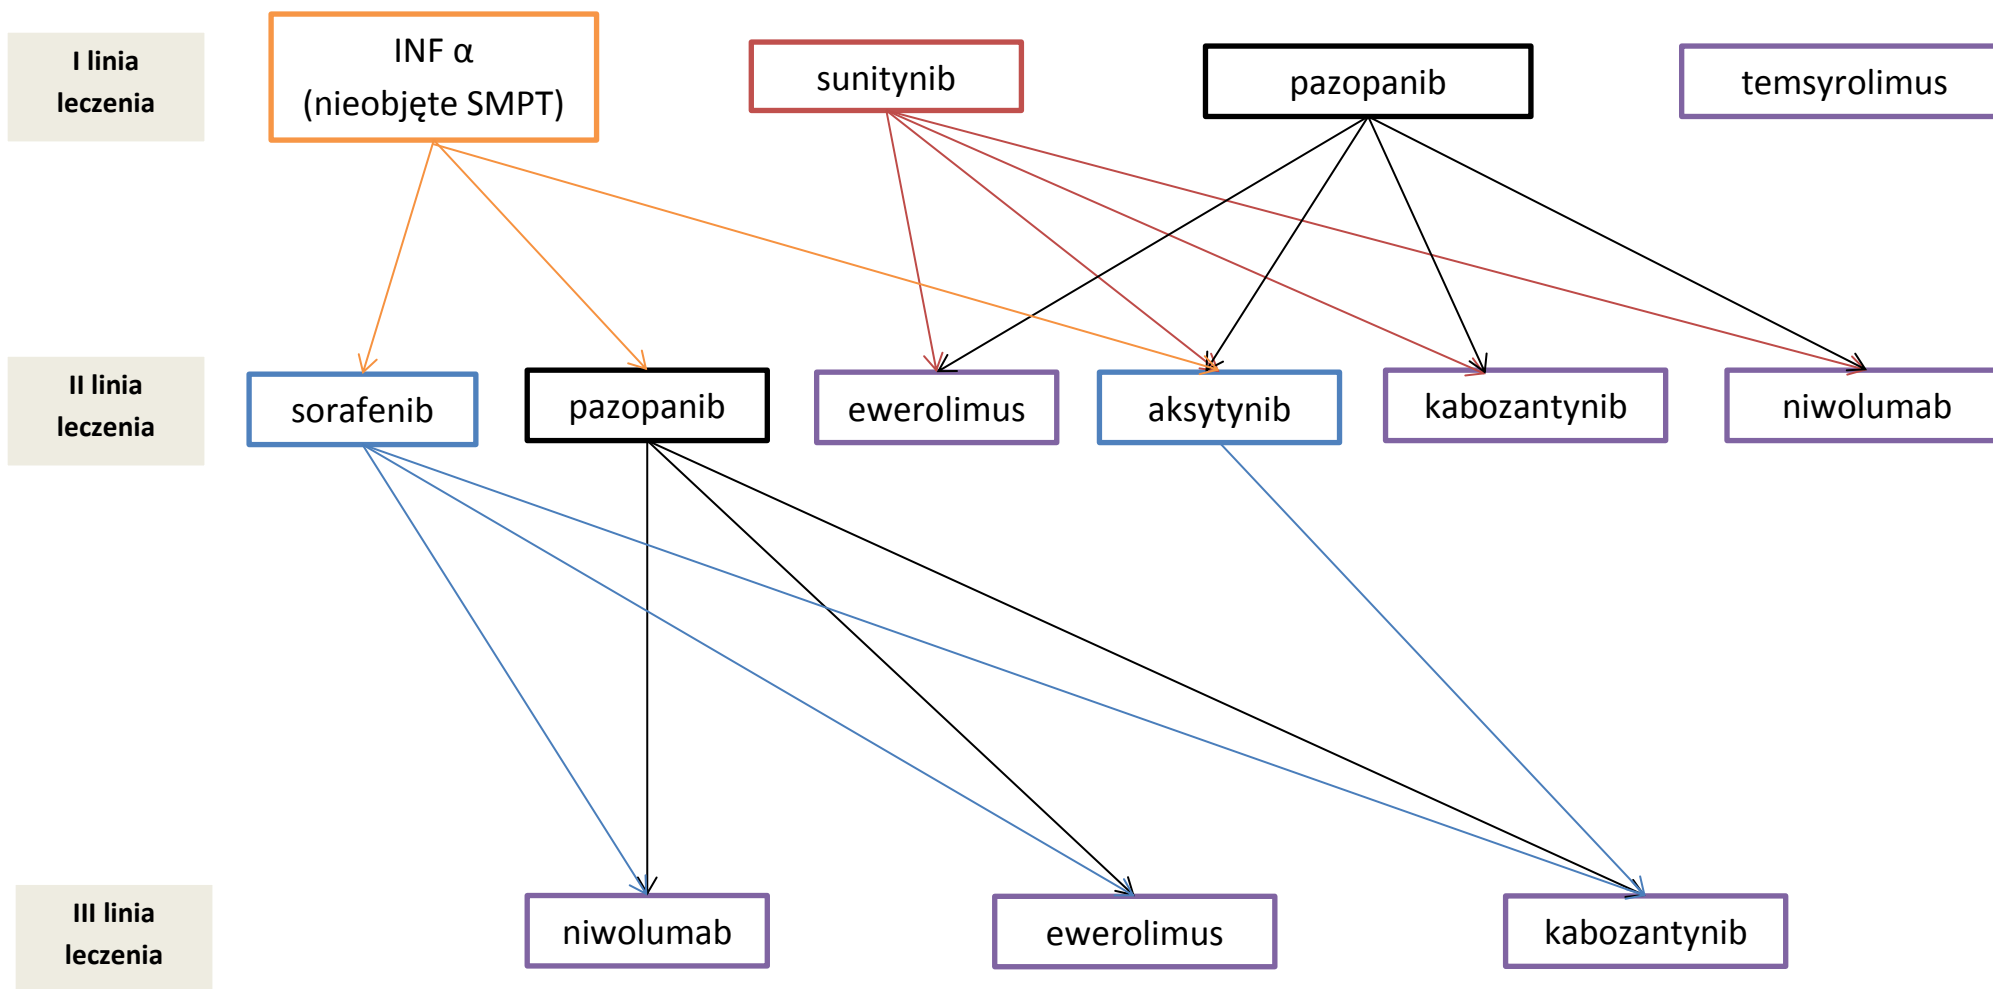 I linia
leczenia
INF α
(nieobjęte SMPT)
sunitynib
pazopanib
temsyrolimus
II linia
leczenia
sorafenib
pazopanib
ewerolimus
aksytynib
kabozantynib
niwolumab
III linia
leczenia
niwolumab
ewerolimus
kabozantynib